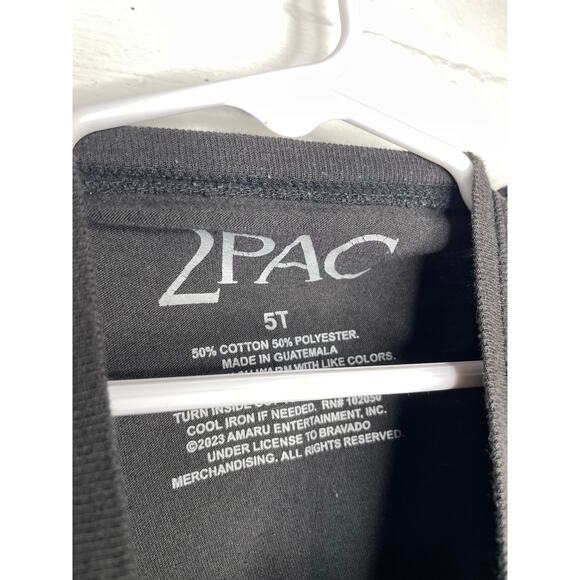 2PAC
5T
50% COTTON 50% POLYESTER.
MADE IN GUATEMALA
WARM WITH LIKE COLORS.
TURN INSIDE
COOL IRON IF NEEDED. RN# 102050
©2023 AMARU ENTERTAINMENT, INC.
UNDER LICENSE TO BRAVADO
MERCHANDISING. ALL RIGHTS RESERVED.